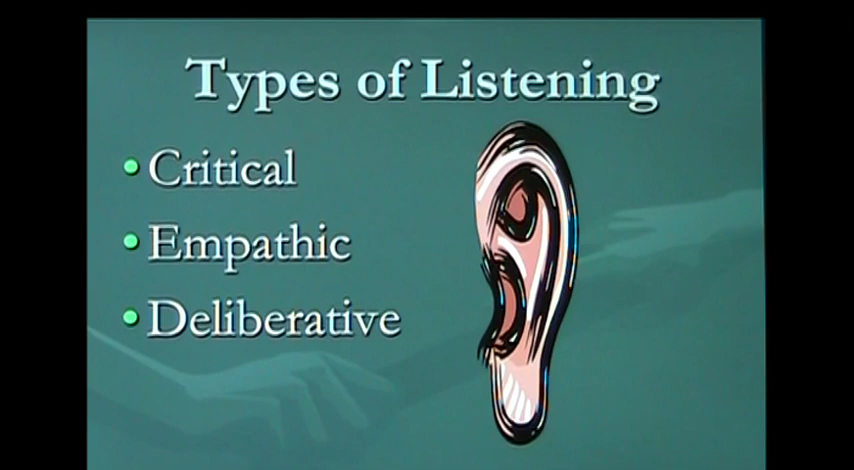 Types of Listening
Critical
Empathic
Deliberative